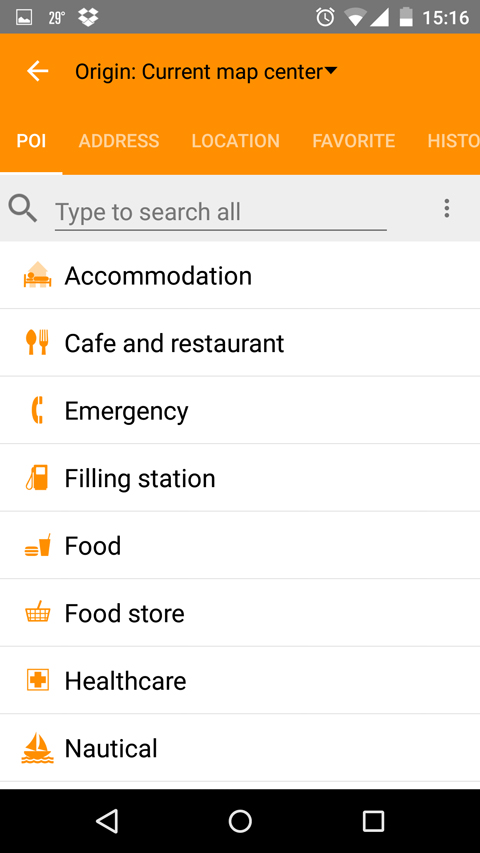 29° 15:16
Origin: Current map center
POI ADDRESS LOCATION FAVORITE HISTO
Type to search all
Accommodation
Cafe and restaurant
Emergency
Filling station
Food
Food store
Healthcare
Nautical